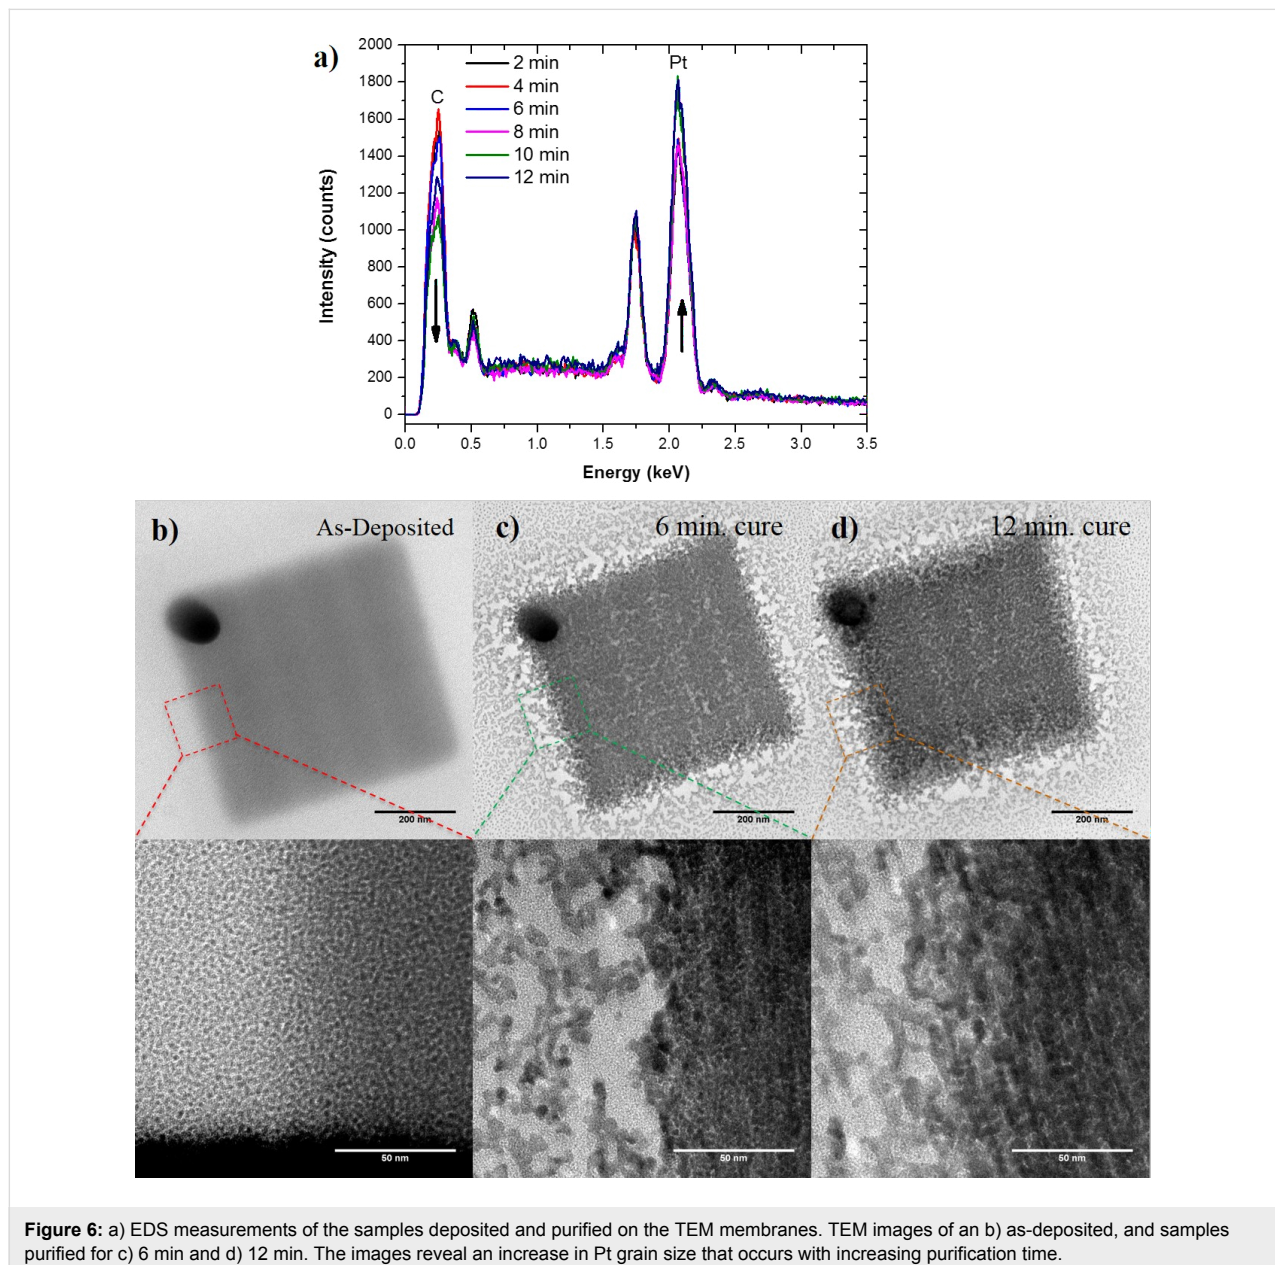 a)
2000
1800
1600
1400
1200
1000
800
600
400
200
0
Intensity (counts)
C
Pt
2 min
4 min
6 min
8 min
10 min
12 min
0.0 0.5 1.0 1.5 2.0 2.5 3.0 3.5
Energy (keV)
b) As-Deposited
200 nm
50 nm
c) 6 min. cure
200 nm
50 nm
d) 12 min. cure
200 nm
50 nm
Figure 6: a) EDS measurements of the samples deposited and purified on the TEM membranes. TEM images of an b) as-deposited, and samples
purified for c) 6 min and d) 12 min. The images reveal an increase in Pt grain size that occurs with increasing purification time.